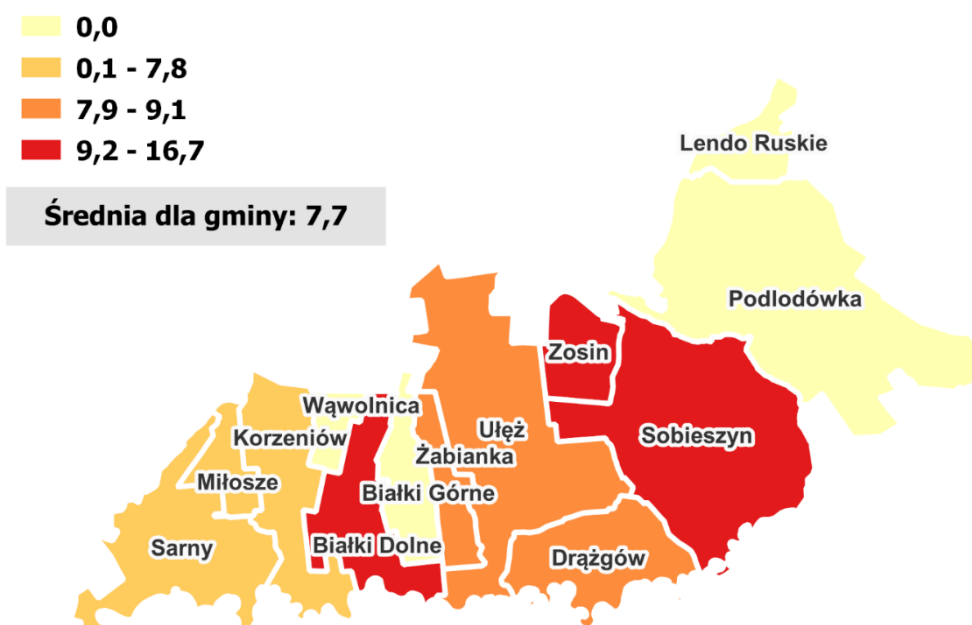 0,0
0,1 - 7,8
7,9 - 9,1
9,2 - 16,7
Średnia dla gminy: 7,7
Lendo Ruskie
Podlodówka
Zosin
Wąwolnica
Korzeniów
Ułęż
Sobieszyn
Żabianka
Miłosze
Białki Górne
Sarny
Białki Dolne
Drążgów